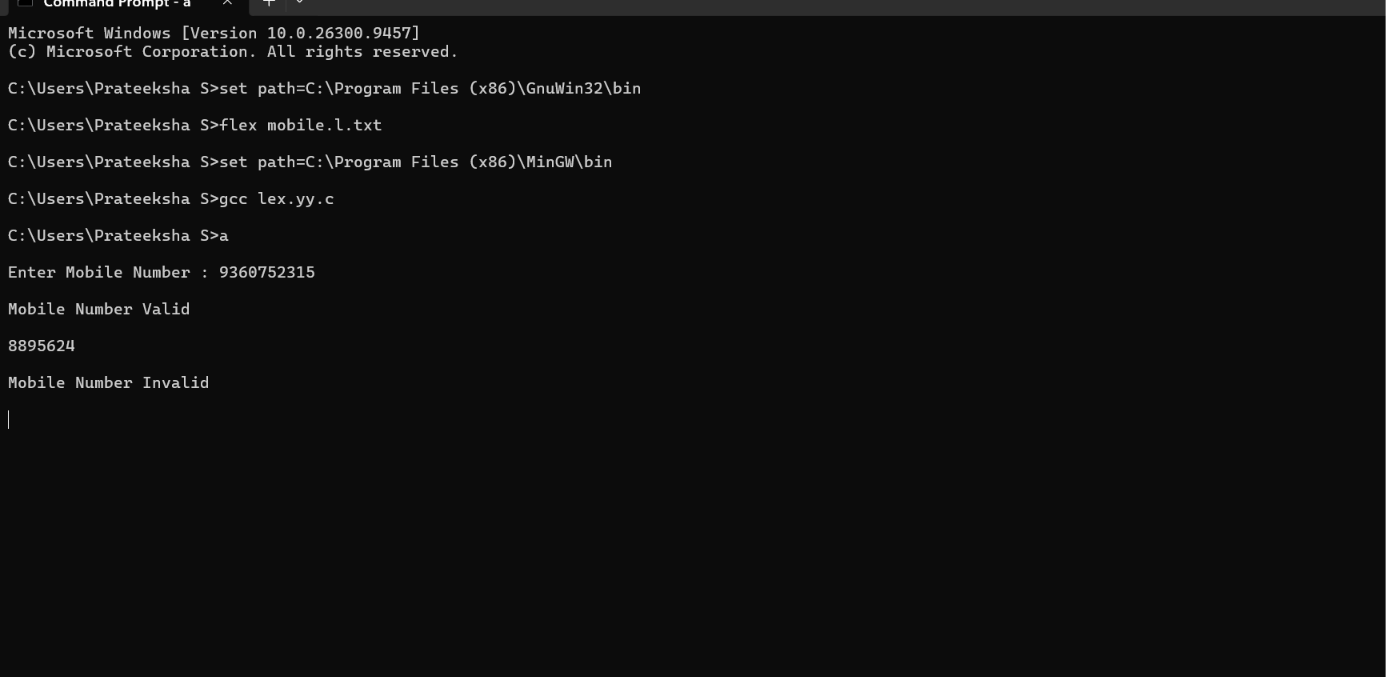 Command Prompt - a
Microsoft Windows [Version 10.0.26300.9457]
(c) Microsoft Corporation. All rights reserved.
C:\Users\Prateeksha S>set path=C:\Program Files (x86)\GnuWin32\bin
C:\Users\Prateeksha S>flex mobile.l.txt
C:\Users\Prateeksha S>set path=C:\Program Files (x86)\MinGW\bin
C:\Users\Prateeksha S>gcc lex.yy.c
C:\Users\Prateeksha S>a
Enter Mobile Number : 9360752315
Mobile Number Valid
8895624
Mobile Number Invalid